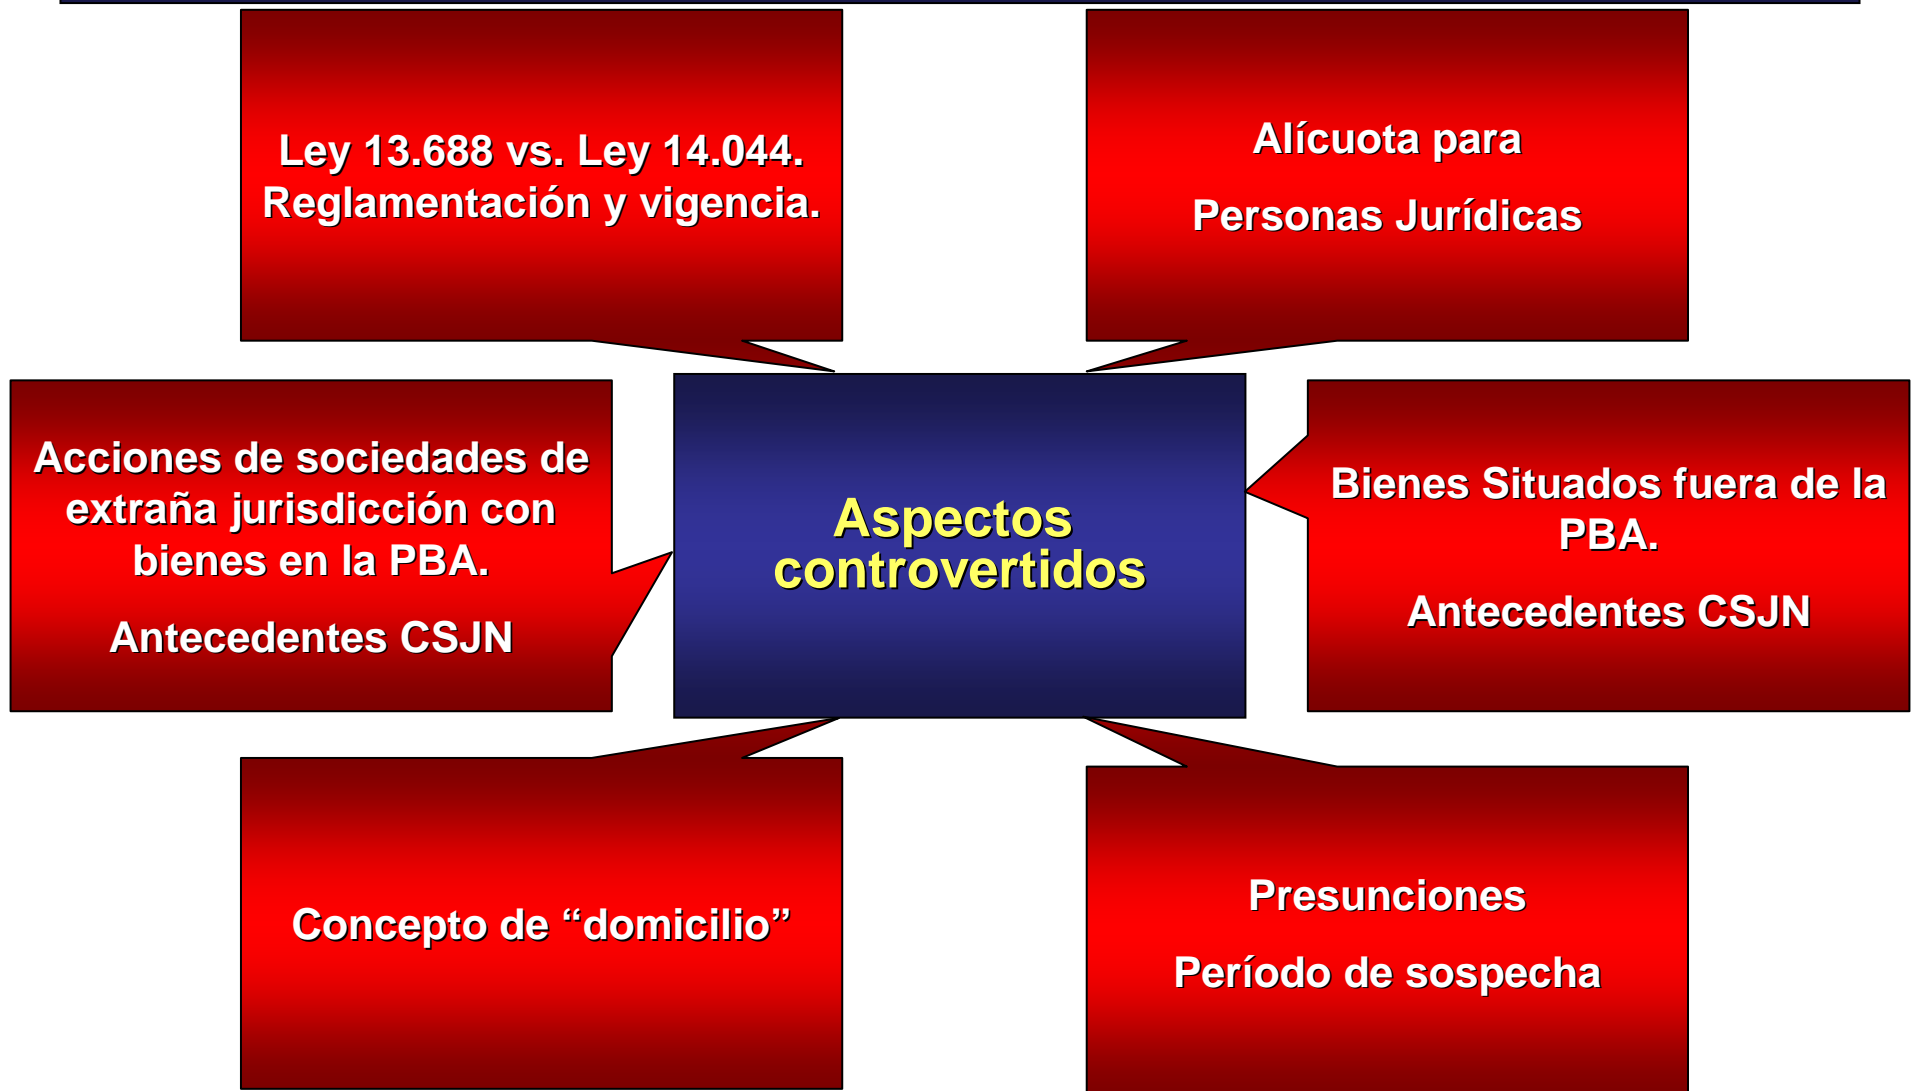 Ley 13.688 vs. Ley 14.044.
Reglamentación y vigencia.
Alícuota para
Personas Jurídicas
Acciones de sociedades de
extraña jurisdicción con
bienes en la PBA.
Antecedentes CSJN
Aspectos
controvertidos
Bienes Situados fuera de la
PBA.
Antecedentes CSJN
Concepto de “domicilio”
Presunciones
Período de sospecha